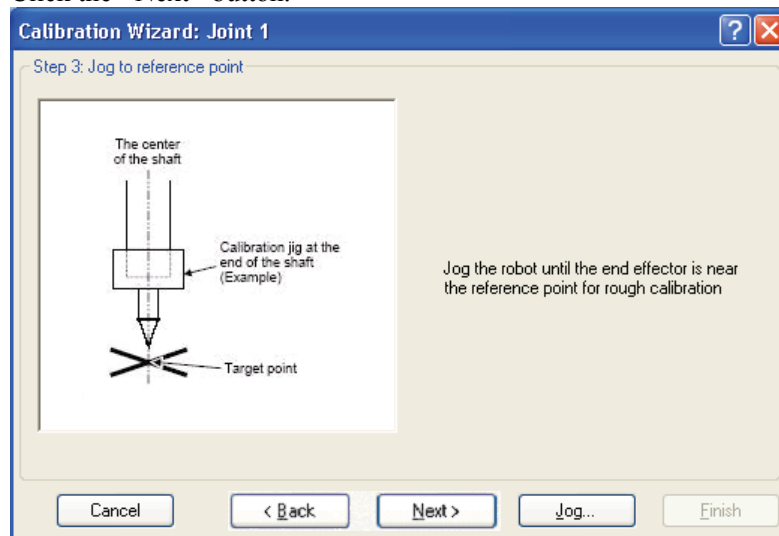 Calibration Wizard: Joint 1
Step 3: Jog to reference point
The center
of the shaft
Calibration jig at the
end of the shaft
(Example)
Target point
Jog the robot until the end effector is near
the reference point for rough calibration
Cancel
< Back
Next >
Jog...
Finish